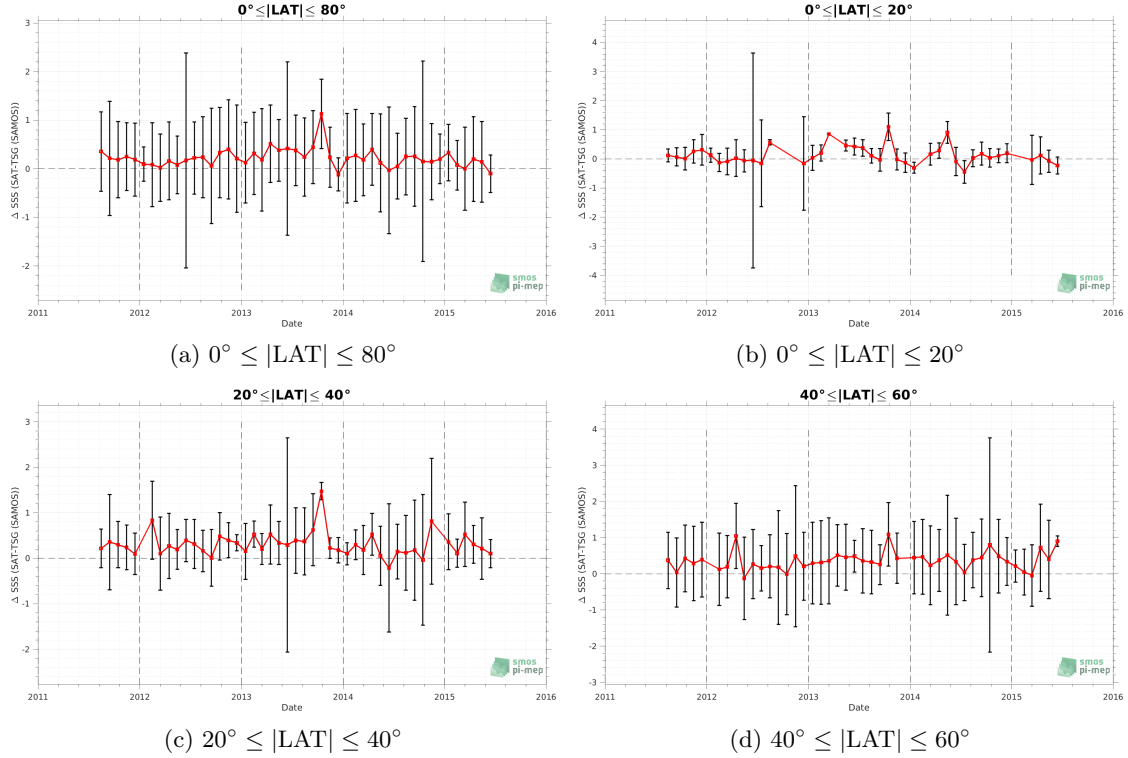 0°≤|LAT|≤ 80°
Δ SSS (SAT-TSG (SAMOS))
3
2
1
0
-1
-2
2011 2012 2013 2014 2015 2016
Date
smos
pi-mep
(a) 0° ≤ |LAT| ≤ 80°
0°≤|LAT|≤ 20°
Δ SSS (SAT-TSG (SAMOS))
4
3
2
1
0
-1
-2
-3
-4
2011 2012 2013 2014 2015 2016
Date
smos
pi-mep
(b) 0° ≤ |LAT| ≤ 20°
20°≤|LAT|≤ 40°
Δ SSS (SAT-TSG (SAMOS))
3
2
1
0
-1
-2
2011 2012 2013 2014 2015 2016
Date
smos
pi-mep
(c) 20° ≤ |LAT| ≤ 40°
40°≤|LAT|≤ 60°
Δ SSS (SAT-TSG (SAMOS))
4
3
2
1
0
-1
-2
-3
2011 2012 2013 2014 2015 2016
Date
smos
pi-mep
(d) 40° ≤ |LAT| ≤ 60°